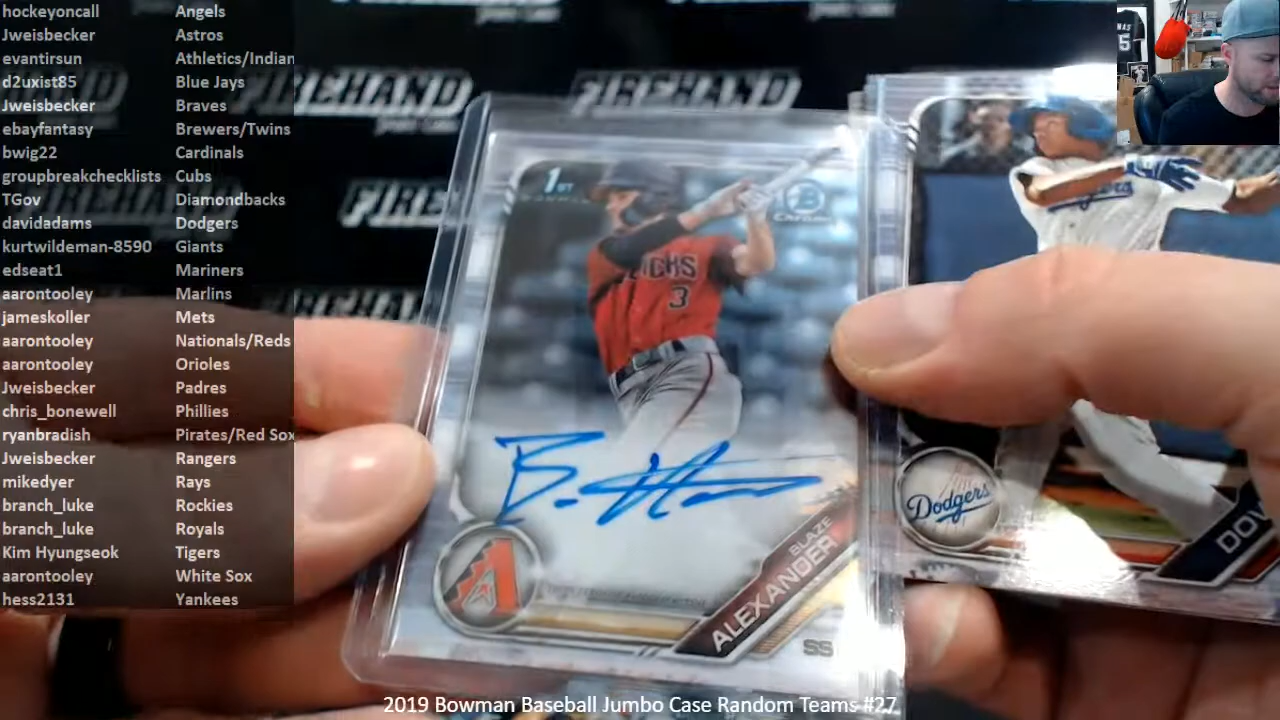 hockeyoncall Angels
Jweisbecker Astros
evantirsun Athletics/Indian
d2uxist85 Blue Jays
Jweisbecker Braves
ebayfantasy Brewers/Twins
bwig22 Cardinals
groupbreakchecklists Cubs
TGov Diamondbacks
davidadams Dodgers
kurtwildeman-8590 Giants
edseat1 Mariners
aarontooley Marlins
jameskoller Mets
aarontooley Nationals/Reds
aarontooley Orioles
Jweisbecker Padres
chris_bonewell Phillies
ryanbradish Pirates/Red Sox
Jweisbecker Rangers
mikedyer Rays
branch_luke Rockies
branch_luke Royals
Kim Hyungseok Tigers
aarontooley White Sox
hess2131 Yankees
FIREHAND
FIREHAND
1ST
BOWMAN
Chrome
3
BLAZE
ALEXANDER
SS
Dodgers
Dodgers
2019 Bowman Baseball Jumbo Case Random Teams #27